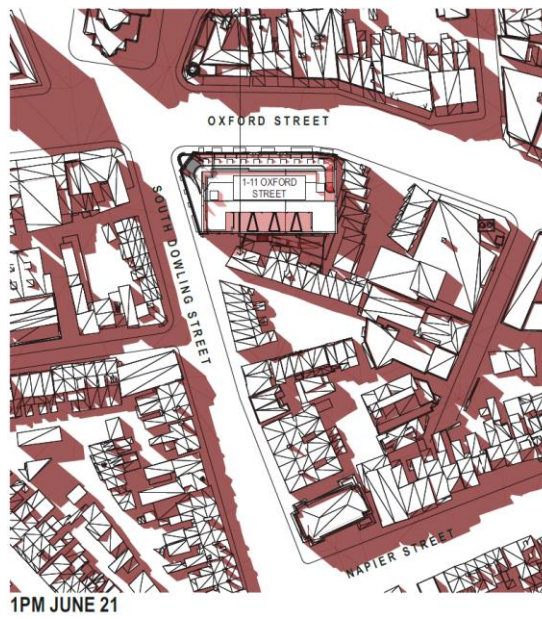 OXFORD STREET
1-11 OXFORD
STREET
SOUTH DOWLING STREET
NAPIER STREET
1PM JUNE 21